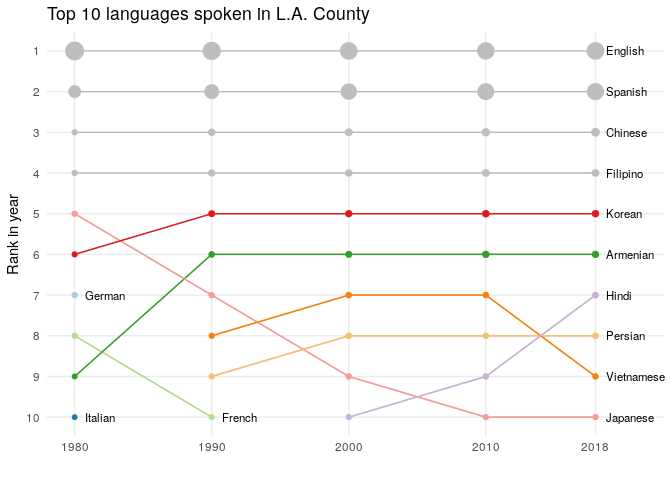 Top 10 languages spoken in L.A. County
Rank in year
1
English
2
Spanish
3
Chinese
4
Filipino
5
Korean
6
Armenian
7
German
Hindi
8
Persian
9
Vietnamese
10
Italian
French
Japanese
1980
1990
2000
2010
2018